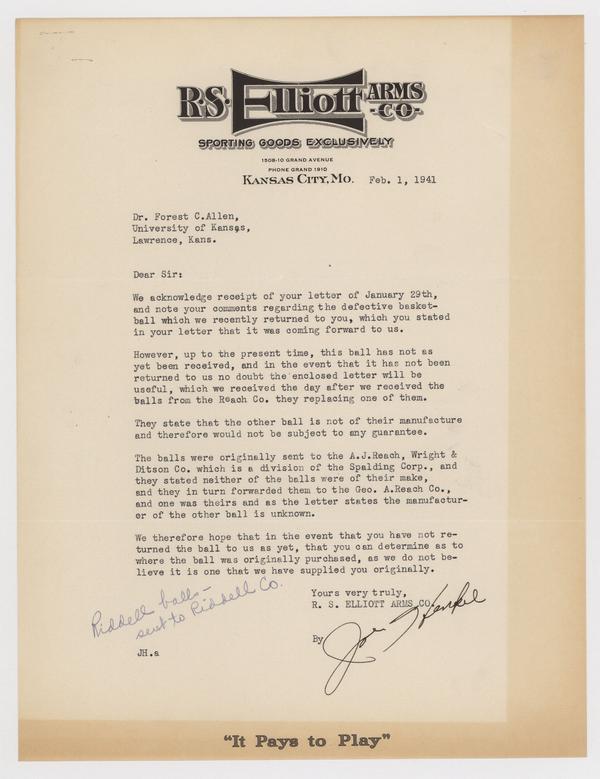 R.S. Elliott ARMS -CO-
SPORTING GOODS EXCLUSIVELY
1508-10 GRAND AVENUE
PHONE GRAND 1910
KANSAS CITY, MO. Feb. 1, 1941
Dr. Forest C.Allen,
University of Kansas,
Lawrence, Kans.
Dear Sir:
We acknowledge receipt of your letter of January 29th,
and note your comments regarding the defective basket-
ball which we recently returned to you, which you stated
in your letter that it was coming forward to us.
However, up to the present time, this ball has not as
yet been received, and in the event that it has not been
returned to us no doubt the enclosed letter will be
useful, which we received the day after we received the
balls from the Reach Co. they replacing one of them.
They state that the other ball is not of their manufacture
and therefore would not be subject to any guarantee.
The balls were originally sent to the A.J.Reach, Wright &
Ditson Co. which is a division of the Spalding Corp., and
they stated neither of the balls were of their make,
and they in turn forwarded them to the Geo. A.Reach Co.,
and one was theirs and as the letter states the manufactur-
er of the other ball is unknown.
We therefore hope that in the event that you have not re-
turned the ball to us as yet, that you can determine as to
where the ball was originally purchased, as we do not be-
lieve it is one that we have supplied you originally.
Yours very truly,
R. S. ELLIOTT ARMS CO.
Riddell balls -
sent to Riddell Co.
By Joe Henkel
JH.a
"It Pays to Play"